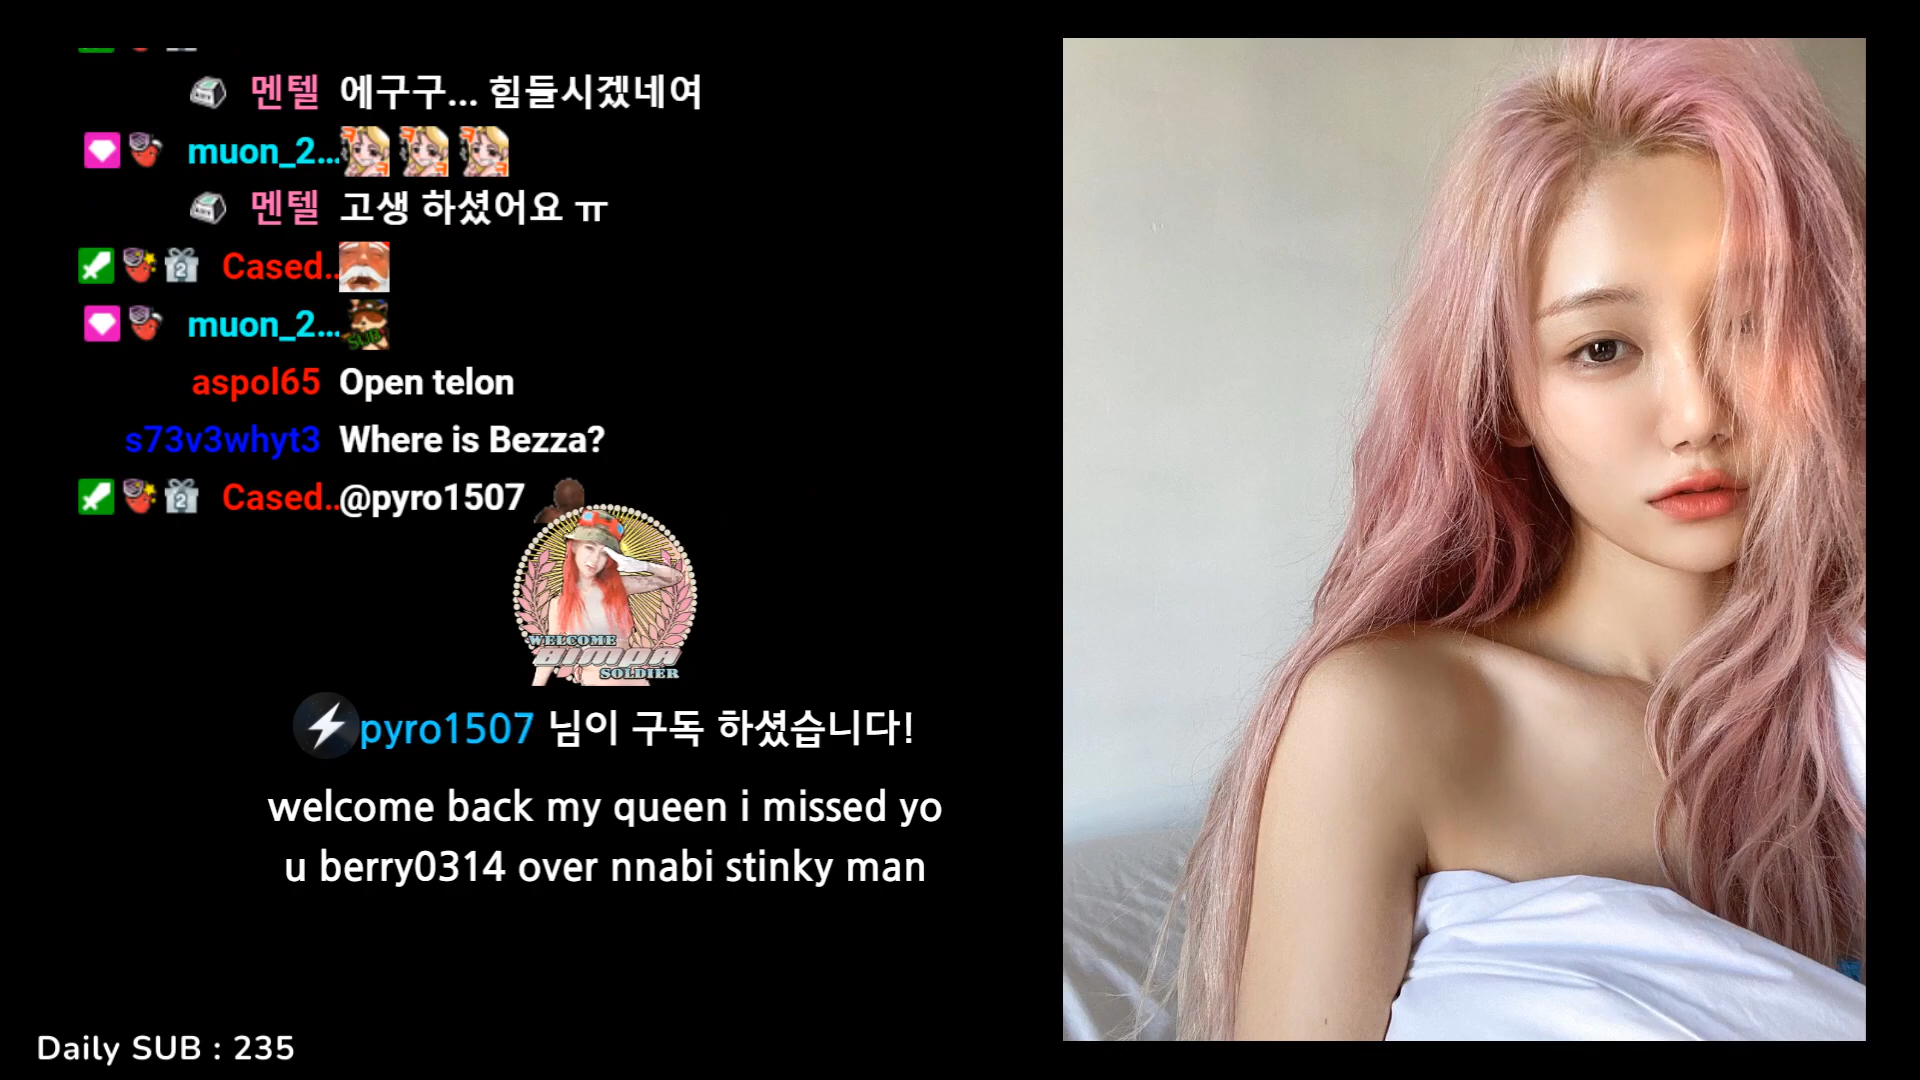 멘텔 에구구... 힘들시겠네여
muon_2...
멘텔 고생 하셨어요 ㅠ
Cased..
muon_2... SUB
aspol65 Open telon
s73v3whyt3 Where is Bezza?
Cased.. @pyro1507
WELCOME
BIMPA
SOLDIER
pyro1507 님이 구독 하셨습니다!
welcome back my queen i missed yo
u berry0314 over nnabi stinky man
Daily SUB : 235